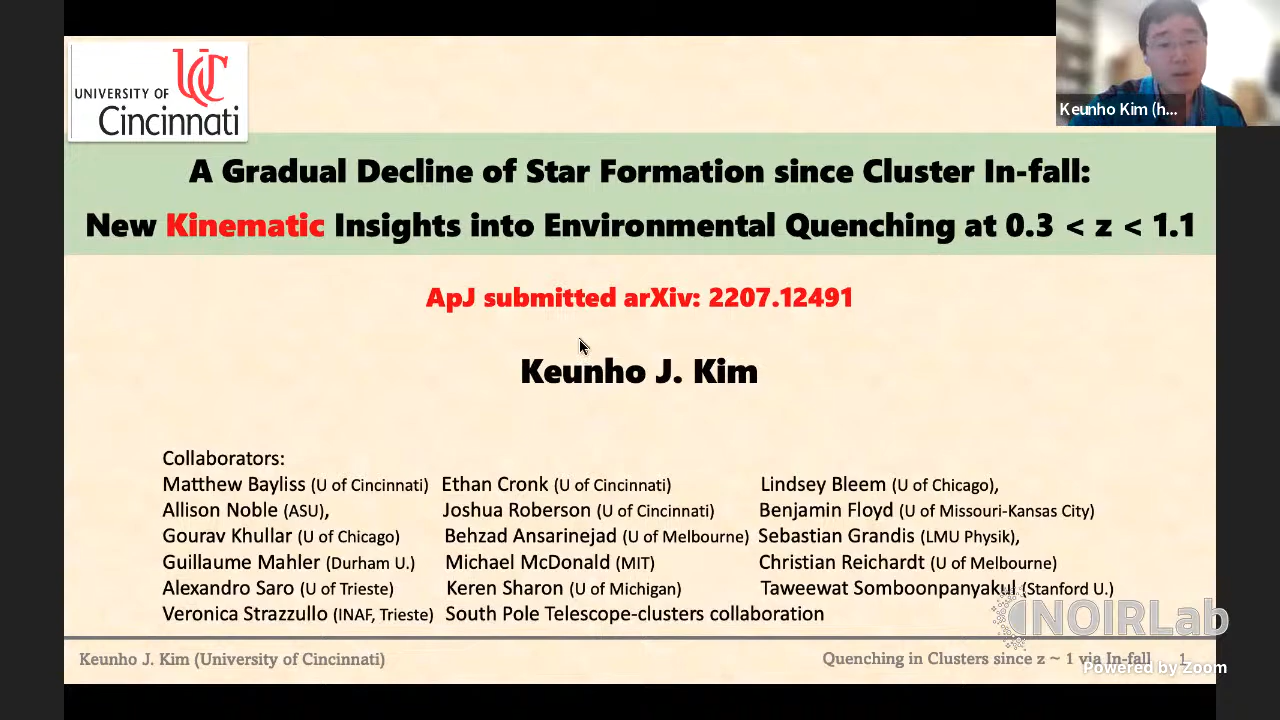 UNIVERSITY OF
Cincinnati
Keunho Kim (h...
A Gradual Decline of Star Formation since Cluster In-fall:
New Kinematic Insights into Environmental Quenching at 0.3 < z < 1.1
ApJ submitted arXiv: 2207.12491
Keunho J. Kim
Collaborators:
Matthew Bayliss (U of Cincinnati) Ethan Cronk (U of Cincinnati) Lindsey Bleem (U of Chicago),
Allison Noble (ASU), Joshua Roberson (U of Cincinnati) Benjamin Floyd (U of Missouri-Kansas City)
Gourav Khullar (U of Chicago) Behzad Ansarinejad (U of Melbourne) Sebastian Grandis (LMU Physik),
Guillaume Mahler (Durham U.) Michael McDonald (MIT) Christian Reichardt (U of Melbourne)
Alexandro Saro (U of Trieste) Keren Sharon (U of Michigan) Taweewat Somboonpanyakul (Stanford U.)
Veronica Strazzullo (INAF, Trieste) South Pole Telescope-clusters collaboration
NOIRLab
Keunho J. Kim (University of Cincinnati) Quenching in Clusters since z ~ 1 via In-fall 1
Powered by Zoom